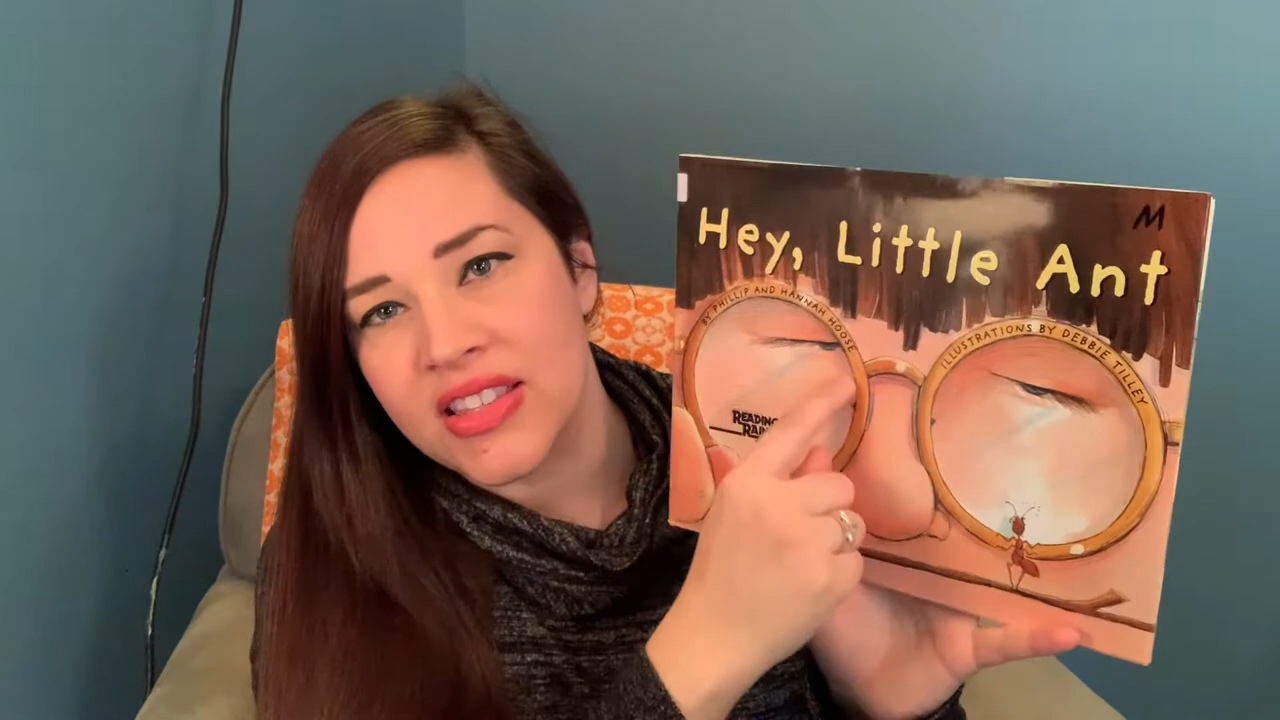 M
Hey, Little Ant
BY PHILLIP AND HANNAH HOOSE
ILLUSTRATIONS BY DEBBIE TILLEY
READING